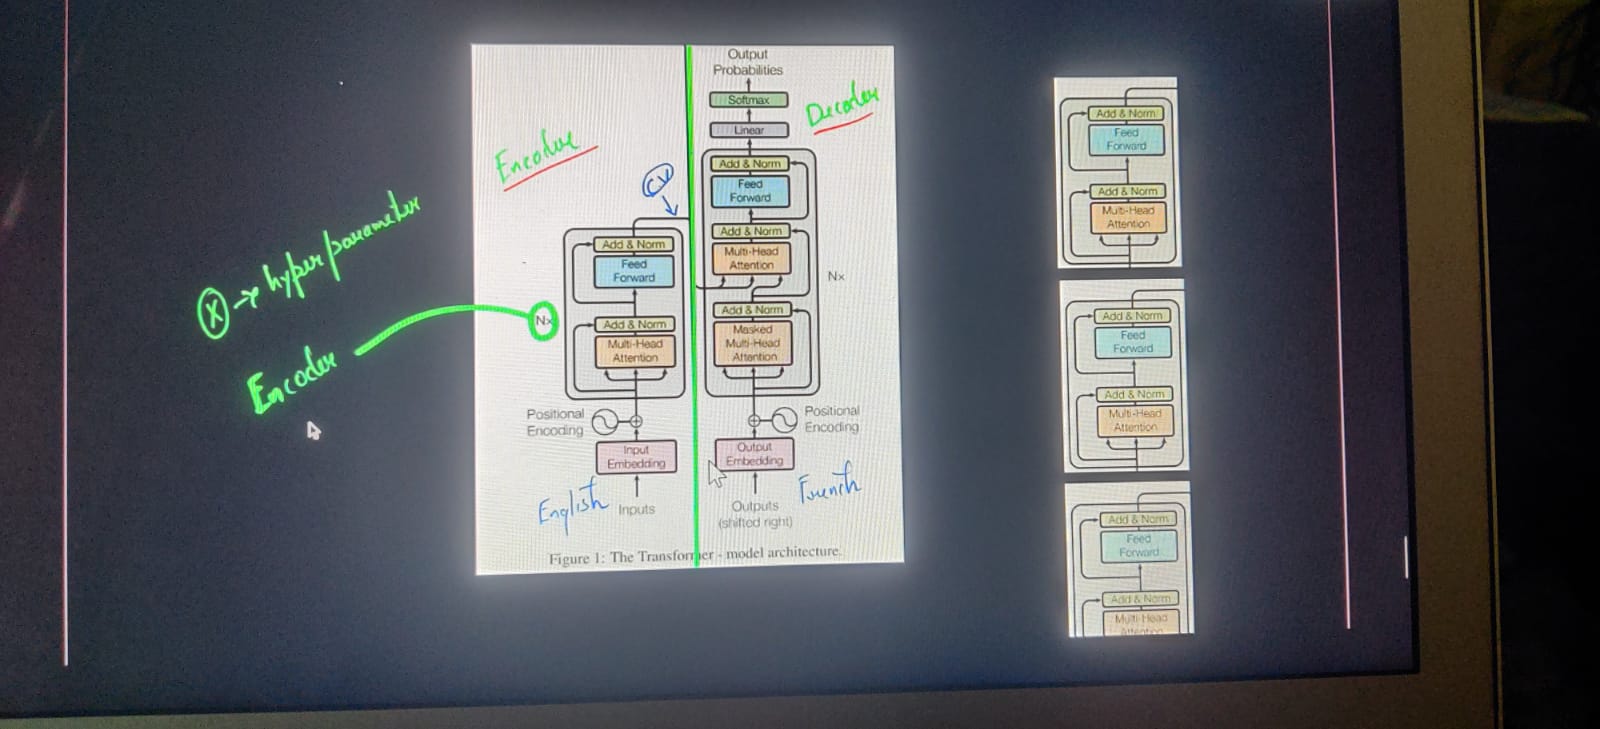 Ⓧ → hyper parameter
Encoder
Encoder
CV
Nx
Add & Norm
Feed
Forward
Add & Norm
Multi-Head
Attention
Positional
Encoding
Input
Embedding
English
Inputs
Output
Probabilities
Softmax
Decoder
Linear
Add & Norm
Feed
Forward
Add & Norm
Multi-Head
Attention
Nx
Add & Norm
Masked
Multi-Head
Attention
Positional
Encoding
Output
Embedding
French
Outputs
(shifted right)
Figure 1: The Transformer - model architecture.
Add & Norm
Feed
Forward
Add & Norm
Multi-Head
Attention
Add & Norm
Feed
Forward
Add & Norm
Multi-Head
Attention
Add & Norm
Feed
Forward
Add & Norm
Multi-Head
Attention